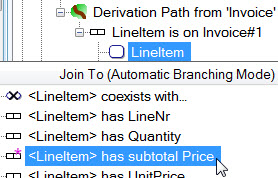 Derivation Path from 'Invoice'
LineItem is on Invoice#1
LineItem
Join To (Automatic Branching Mode)
<LineItem> coexists with...
<LineItem> has LineNr
<LineItem> has Quantity
<LineItem> has subtotal Price
<LineItem> has UnitPrice